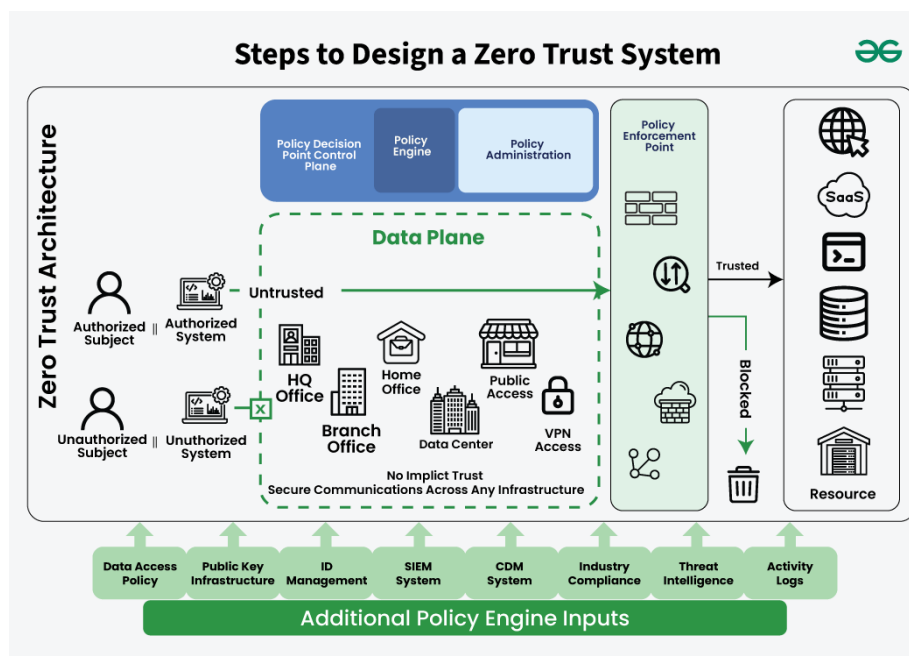 Steps to Design a Zero Trust System
Zero Trust Architecture
Policy Decision
Point Control
Plane
Policy
Engine
Policy
Administration
Policy
Enforcement
Point
Data Plane
Untrusted
Trusted
Blocked
Authorized
Subject
||
Authorized
System
Unauthorized
Subject
||
Unuthorized
System
X
HQ
Office
Branch
Office
Home
Office
Data Center
Public
Access
VPN
Access
No Implict Trust
Secure Communications Across Any Infrastructure
SaaS
Resource
Data Access
Policy
Public Key
Infrastructure
ID
Management
SIEM
System
CDM
System
Industry
Compliance
Threat
Intelligence
Activity
Logs
Additional Policy Engine Inputs